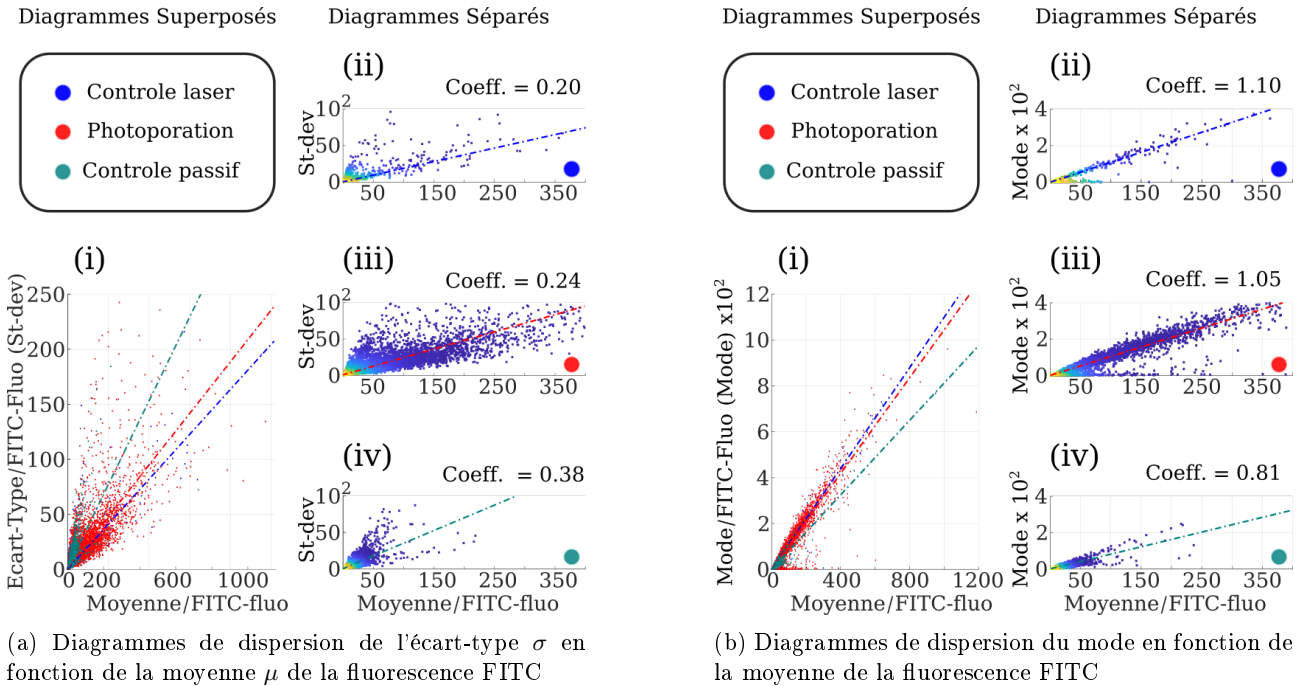 Diagrammes Superposés
Diagrammes Séparés
Controle laser
Photoporation
Controle passif
(ii)
Coeff. = 0.20
St-dev
10²
50
0
50
150
250
350
(i)
Ecart-Type/FITC-Fluo (St-dev)
250
200
150
100
50
0
0
200
600
1000
Moyenne/FITC-fluo
(iii)
Coeff. = 0.24
St-dev
10²
50
0
50
150
250
350
(iv)
Coeff. = 0.38
St-dev
10²
50
0
50
150
250
350
Moyenne/FITC-fluo
(a) Diagrammes de dispersion de l'écart-type σ en
fonction de la moyenne μ de la fluorescence FITC
Diagrammes Superposés
Diagrammes Séparés
Controle laser
Photoporation
Controle passif
(ii)
Coeff. = 1.10
Mode x 10²
4
2
0
50
150
250
350
(i)
Mode/FITC-Fluo (Mode) x10²
12
10
8
6
4
2
0
0
400
800
1200
Moyenne/FITC-fluo
(iii)
Coeff. = 1.05
Mode x 10²
4
2
0
50
150
250
350
(iv)
Coeff. = 0.81
Mode x 10²
4
2
0
50
150
250
350
Moyenne/FITC-fluo
(b) Diagrammes de dispersion du mode en fonction de
la moyenne de la fluorescence FITC